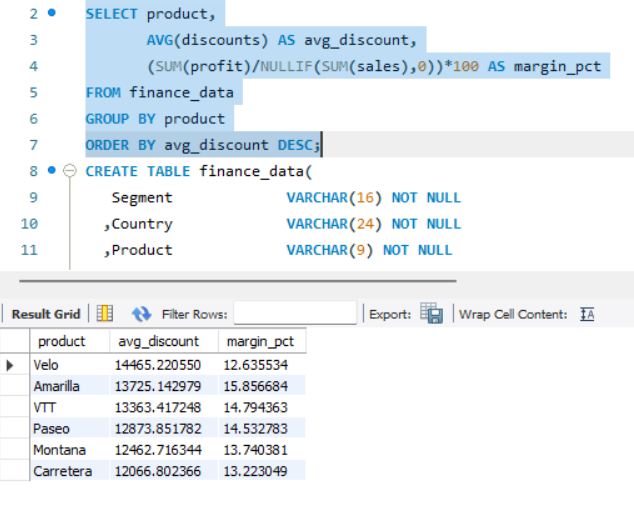 2 SELECT product,
3 AVG(discounts) AS avg_discount,
4 (SUM(profit)/NULLIF(SUM(sales),0))*100 AS margin_pct
5 FROM finance_data
6 GROUP BY product
7 ORDER BY avg_discount DESC;
8 CREATE TABLE finance_data(
9 Segment VARCHAR(16) NOT NULL
10 ,Country VARCHAR(24) NOT NULL
11 ,Product VARCHAR(9) NOT NULL
Result Grid Filter Rows: Export: Wrap Cell Content: IA
product avg_discount margin_pct
Velo 14465.220550 12.635534
Amarilla 13725.142979 15.856684
VTT 13363.417248 14.794363
Paseo 12873.851782 14.532783
Montana 12462.716344 13.740381
Carretera 12066.802366 13.223049